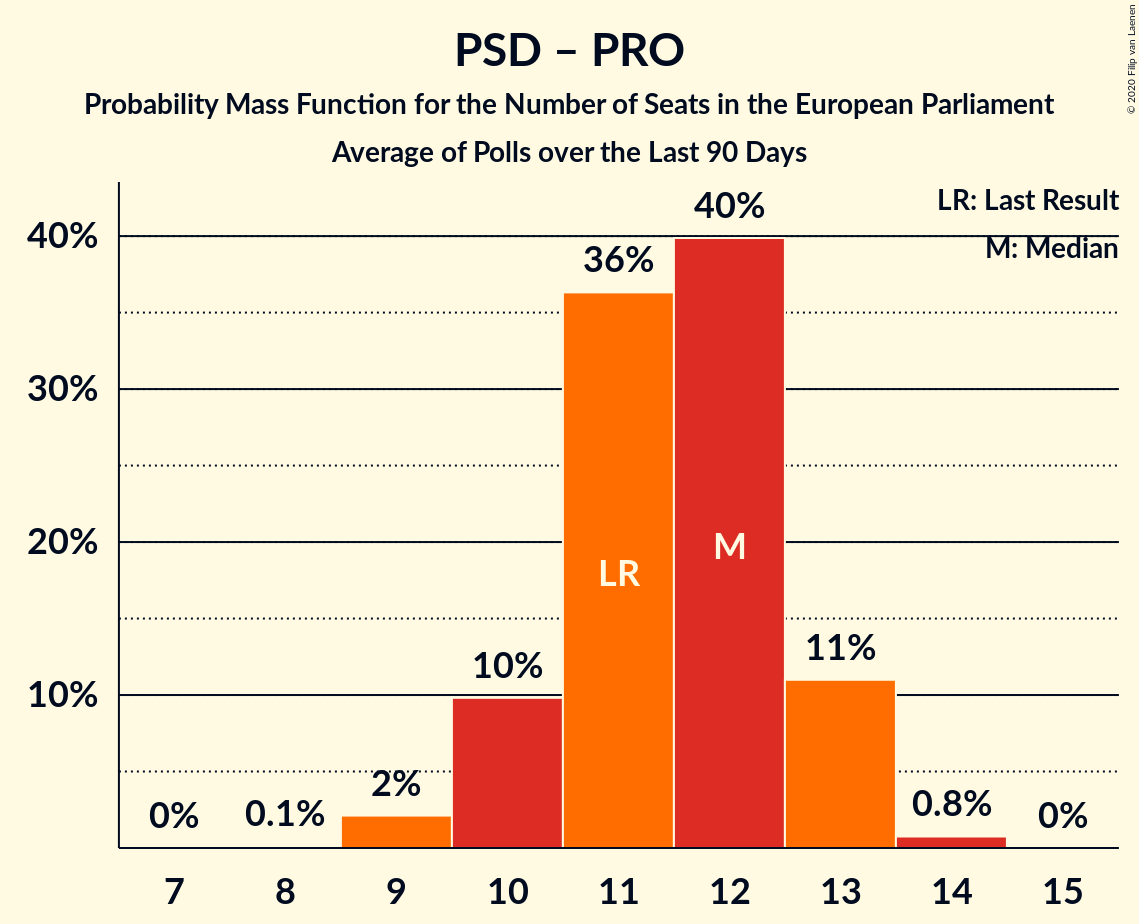 PSD – PRO
Probability Mass Function for the Number of Seats in the European Parliament
Average of Polls over the Last 90 Days
© 2020 Filip van Laenen
LR: Last Result
M: Median
40%
30%
20%
10%
0%
0.1%
2%
10%
36%
40%
11%
0.8%
0%
LR
M
7 8 9 10 11 12 13 14 15